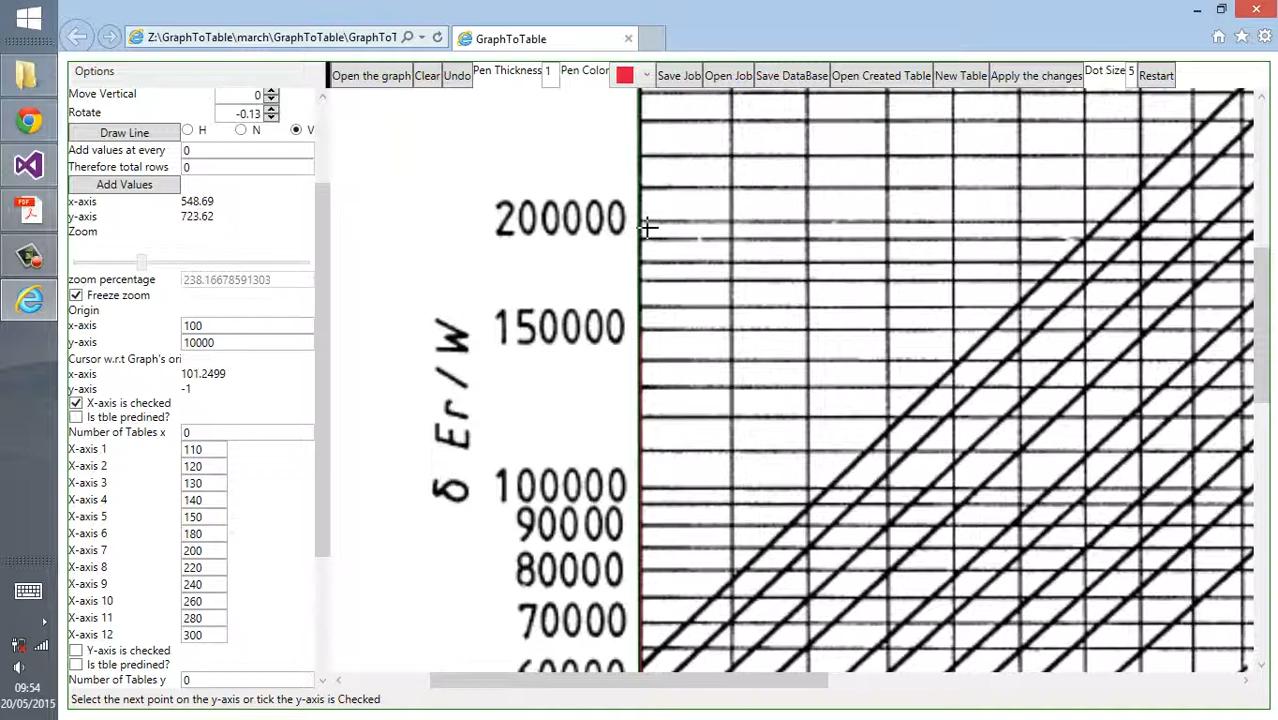 Z:\GraphToTable\march\GraphToTable\GraphToT
GraphToTable
Options
Open the graph Clear Undo Pen Thickness 1 Pen Color Save Job Open Job Save DataBase Open Created Table New Table Apply the changes Dot Size 5 Restart
Move Vertical 0
Rotate -0.13
Draw Line H N V
Add values at every 0
Therefore total rows 0
Add Values
x-axis 548.69
y-axis 723.62
Zoom
zoom percentage 238.16678591303
Freeze zoom
Origin
x-axis 100
y-axis 10000
Cursor w.r.t Graph's ori
x-axis 101.2499
y-axis -1
X-axis is checked
Is tble predined?
Number of Tables x 0
X-axis 1 110
X-axis 2 120
X-axis 3 130
X-axis 4 140
X-axis 5 150
X-axis 6 180
X-axis 7 200
X-axis 8 220
X-axis 9 240
X-axis 10 260
X-axis 11 280
X-axis 12 300
Y-axis is checked
Is tble predined?
Number of Tables y 0
Select the next point on the y-axis or tick the y-axis is Checked
200000
150000
δ Er/W
100000
90000
80000
70000
60000
09:54
20/05/2015